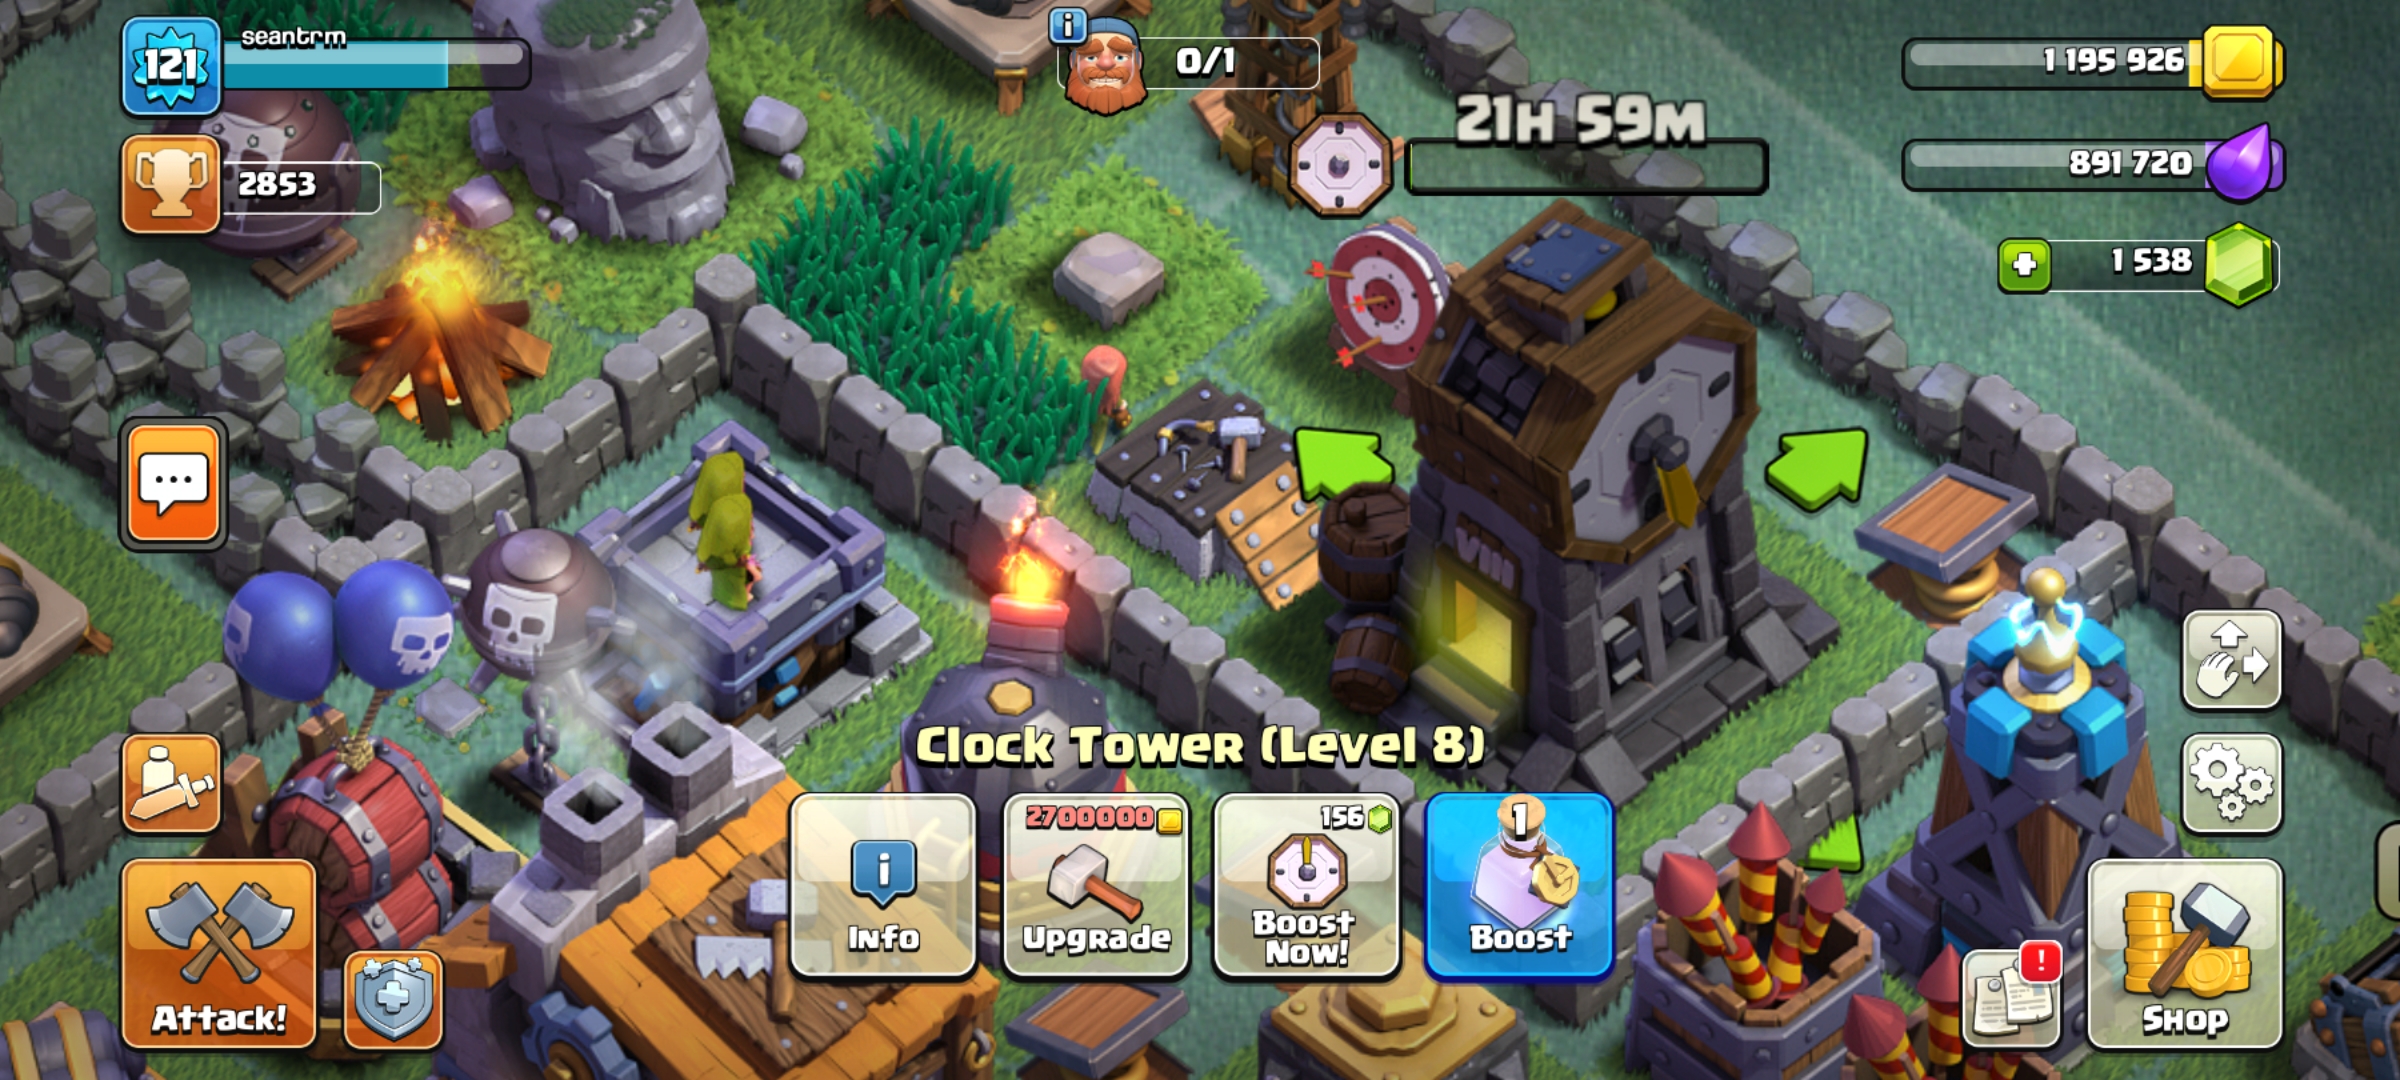 121
seantrm
0/1
1 195 926
21H 59M
2853
891 720
1 538
VIII
Clock Tower (Level 8)
2700000
156
1
Info
Upgrade
Boost
Now!
Boost
!
Attack!
Shop